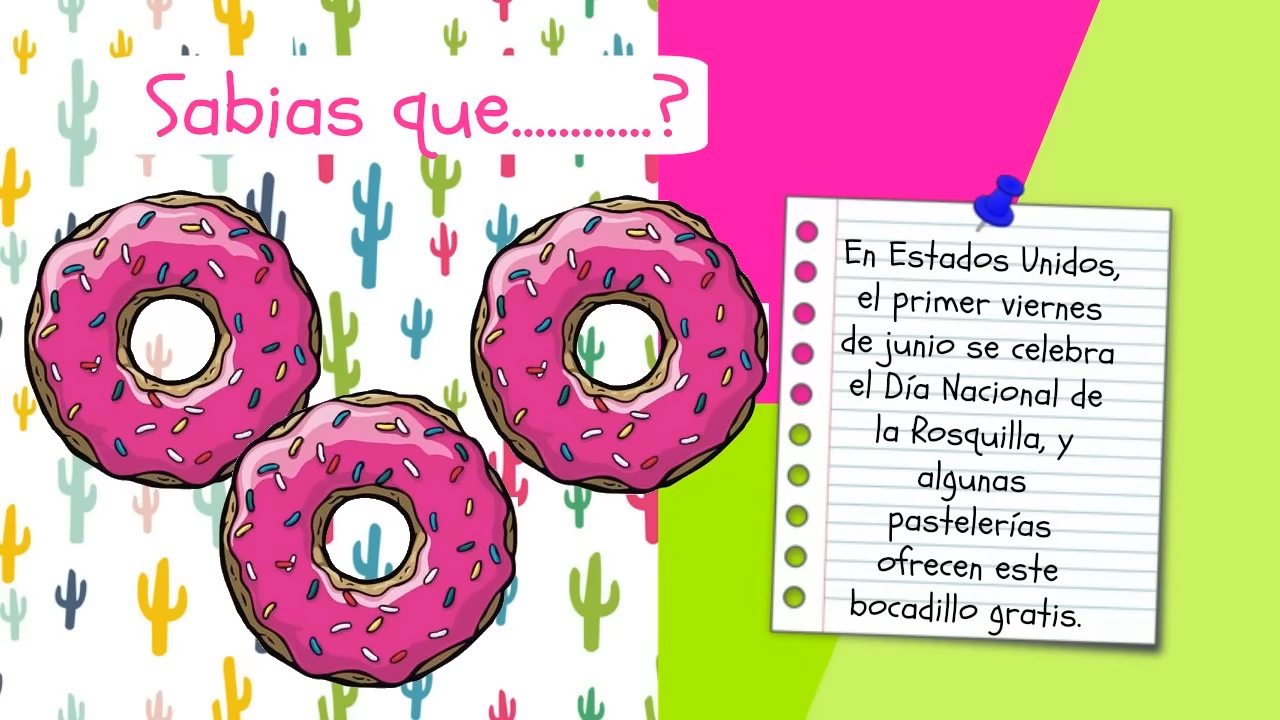 Sabias que............?
En Estados Unidos,
el primer viernes
de junio se celebra
el Día Nacional de
la Rosquilla, y
algunas
pastelerías
ofrecen este
bocadillo gratis.